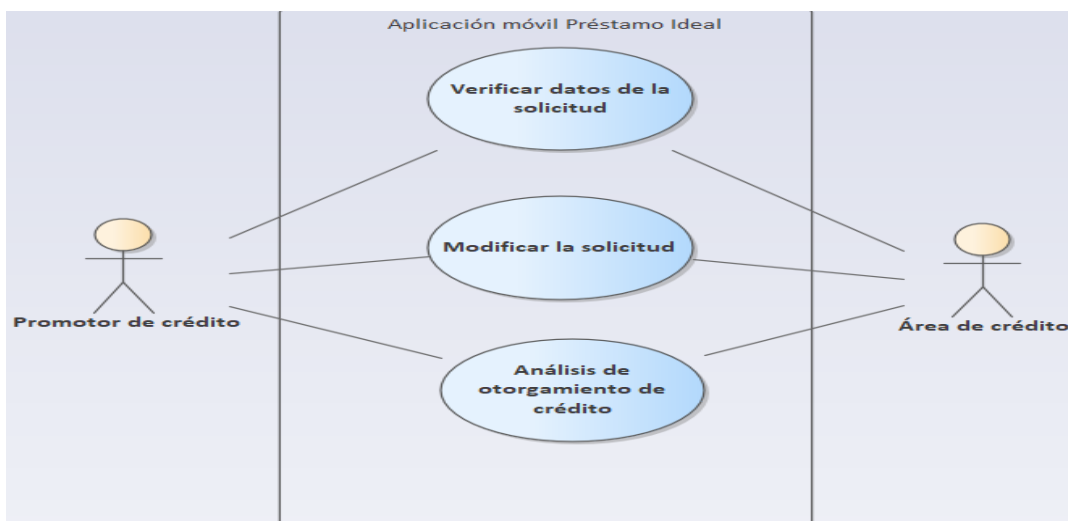 Aplicación móvil Préstamo Ideal
Verificar datos de la
solicitud
Modificar la solicitud
Promotor de crédito
Área de crédito
Análisis de
otorgamiento de
crédito